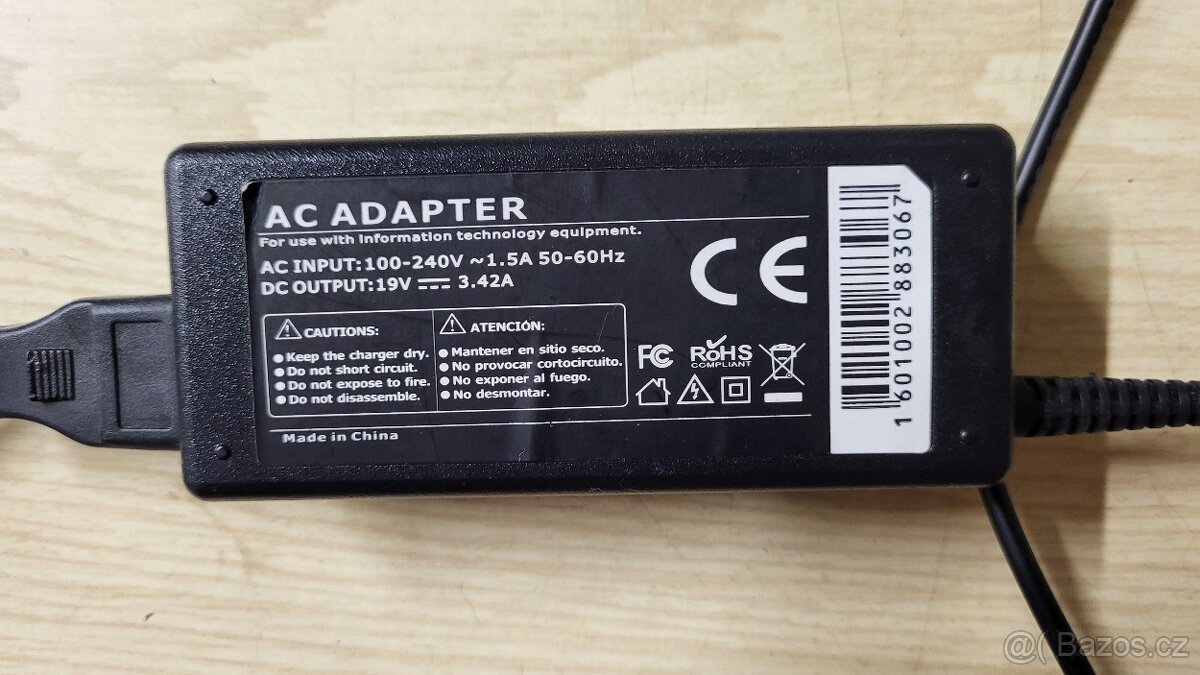 AC ADAPTER
For use with information technology equipment.
AC INPUT:100-240V ~1.5A 50-60Hz
DC OUTPUT:19V ⎓ 3.42A
CAUTIONS:
Keep the charger dry.
Do not short circuit.
Do not expose to fire.
Do not disassemble.
ATENCIÓN:
Mantener en sitio seco.
No provocar cortocircuito.
No exponer al fuego.
No desmontar.
Made in China
CE
FC
RoHS
COMPLIANT
1601002883067
@( Bazos.cz